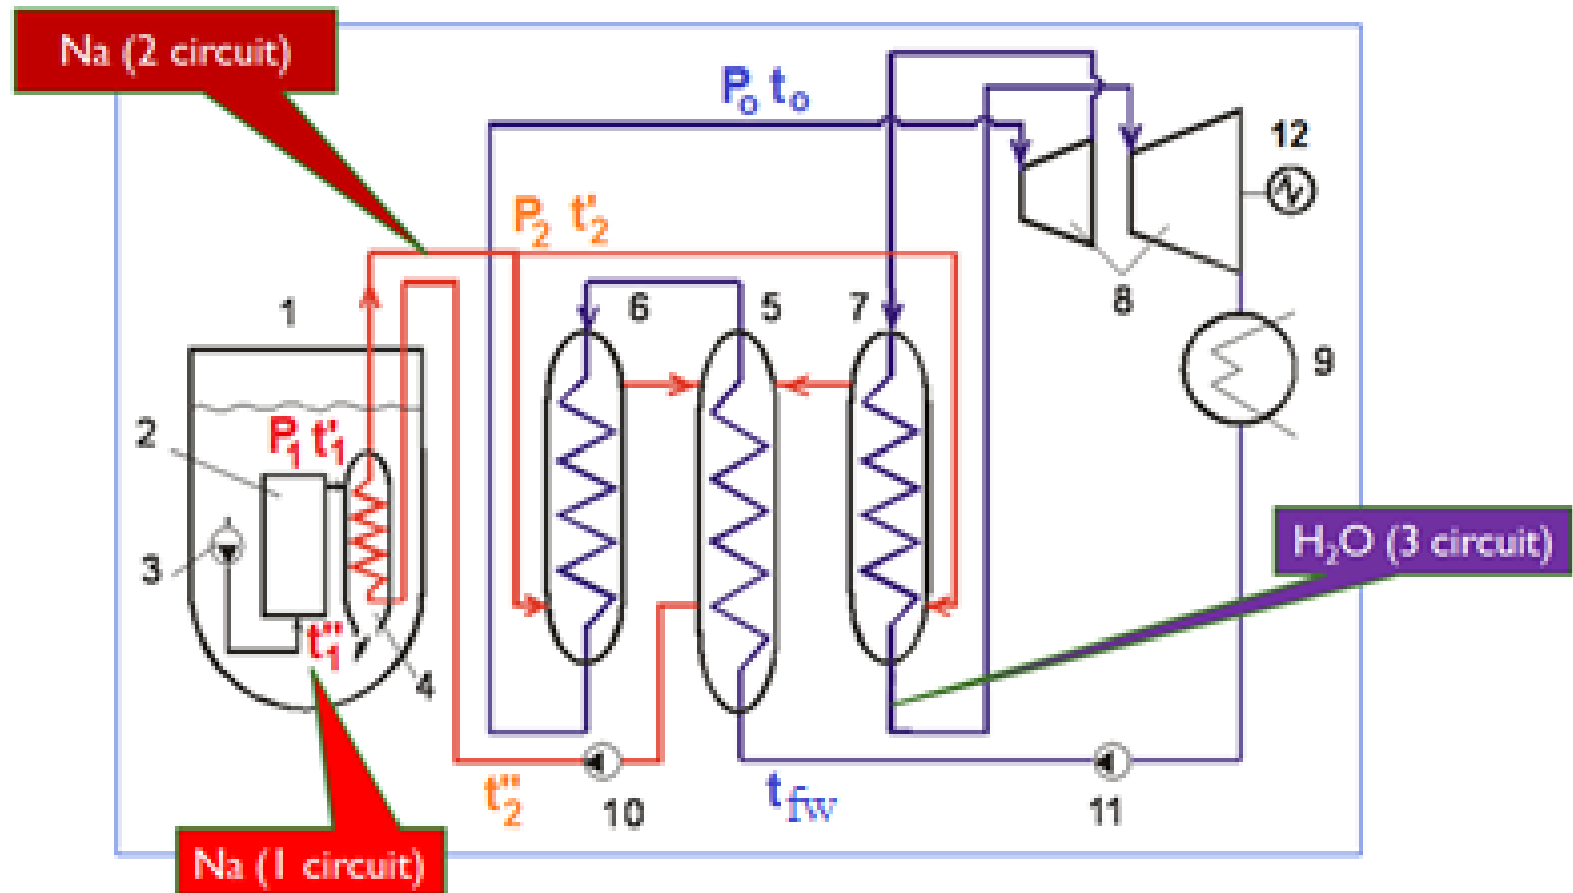 Na (2 circuit)
P₀ t₀
12
P₂ t'₂
1
6
5
7
8
9
2
P₁ t'₁
3
H₂O (3 circuit)
t''₁
4
t''₂
10
t fw
11
Na (1 circuit)